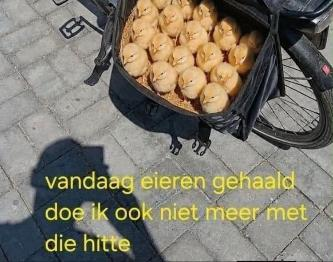 vandaag eieren gehaald
doe ik ook niet meer met
die hitte